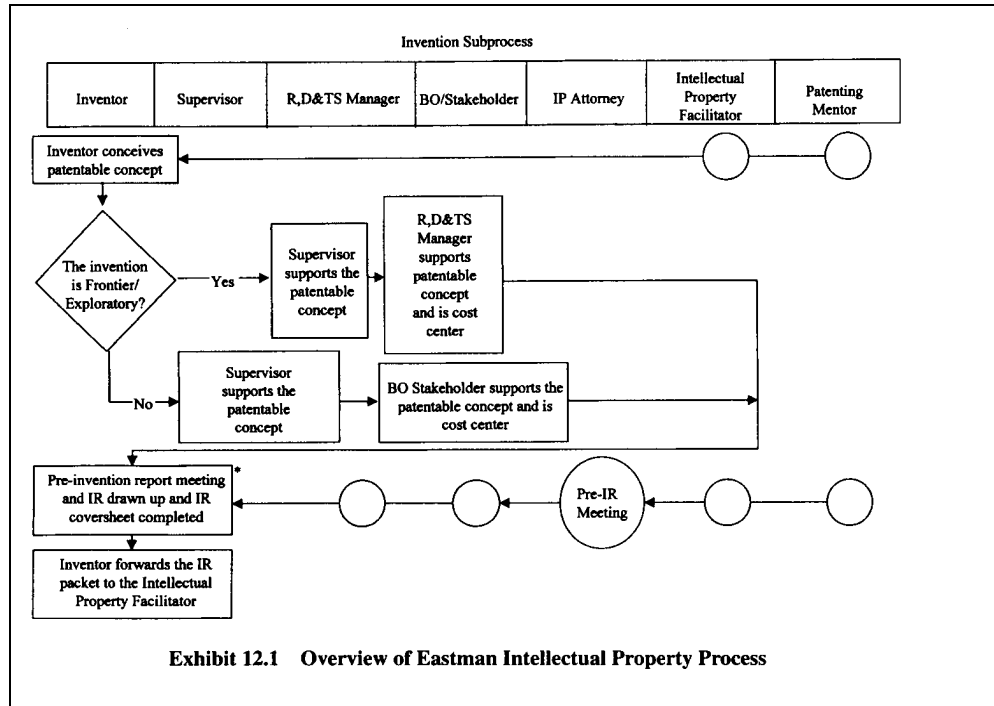 Invention Subprocess
Inventor
Supervisor
R,D&TS Manager
BO/Stakeholder
IP Attorney
Intellectual
Property
Facilitator
Patenting
Mentor
Inventor conceives
patentable concept
The invention
is Frontier/
Exploratory?
Yes
Supervisor
supports the
patentable
concept
R,D&TS
Manager
supports
patentable
concept
and is cost
center
No
Supervisor
supports the
patentable
concept
BO Stakeholder supports the
patentable concept and is
cost center
Pre-invention report meeting
and IR drawn up and IR
coversheet completed
*
Pre-IR
Meeting
Inventor forwards the IR
packet to the Intellectual
Property Facilitator
Exhibit 12.1 Overview of Eastman Intellectual Property Process